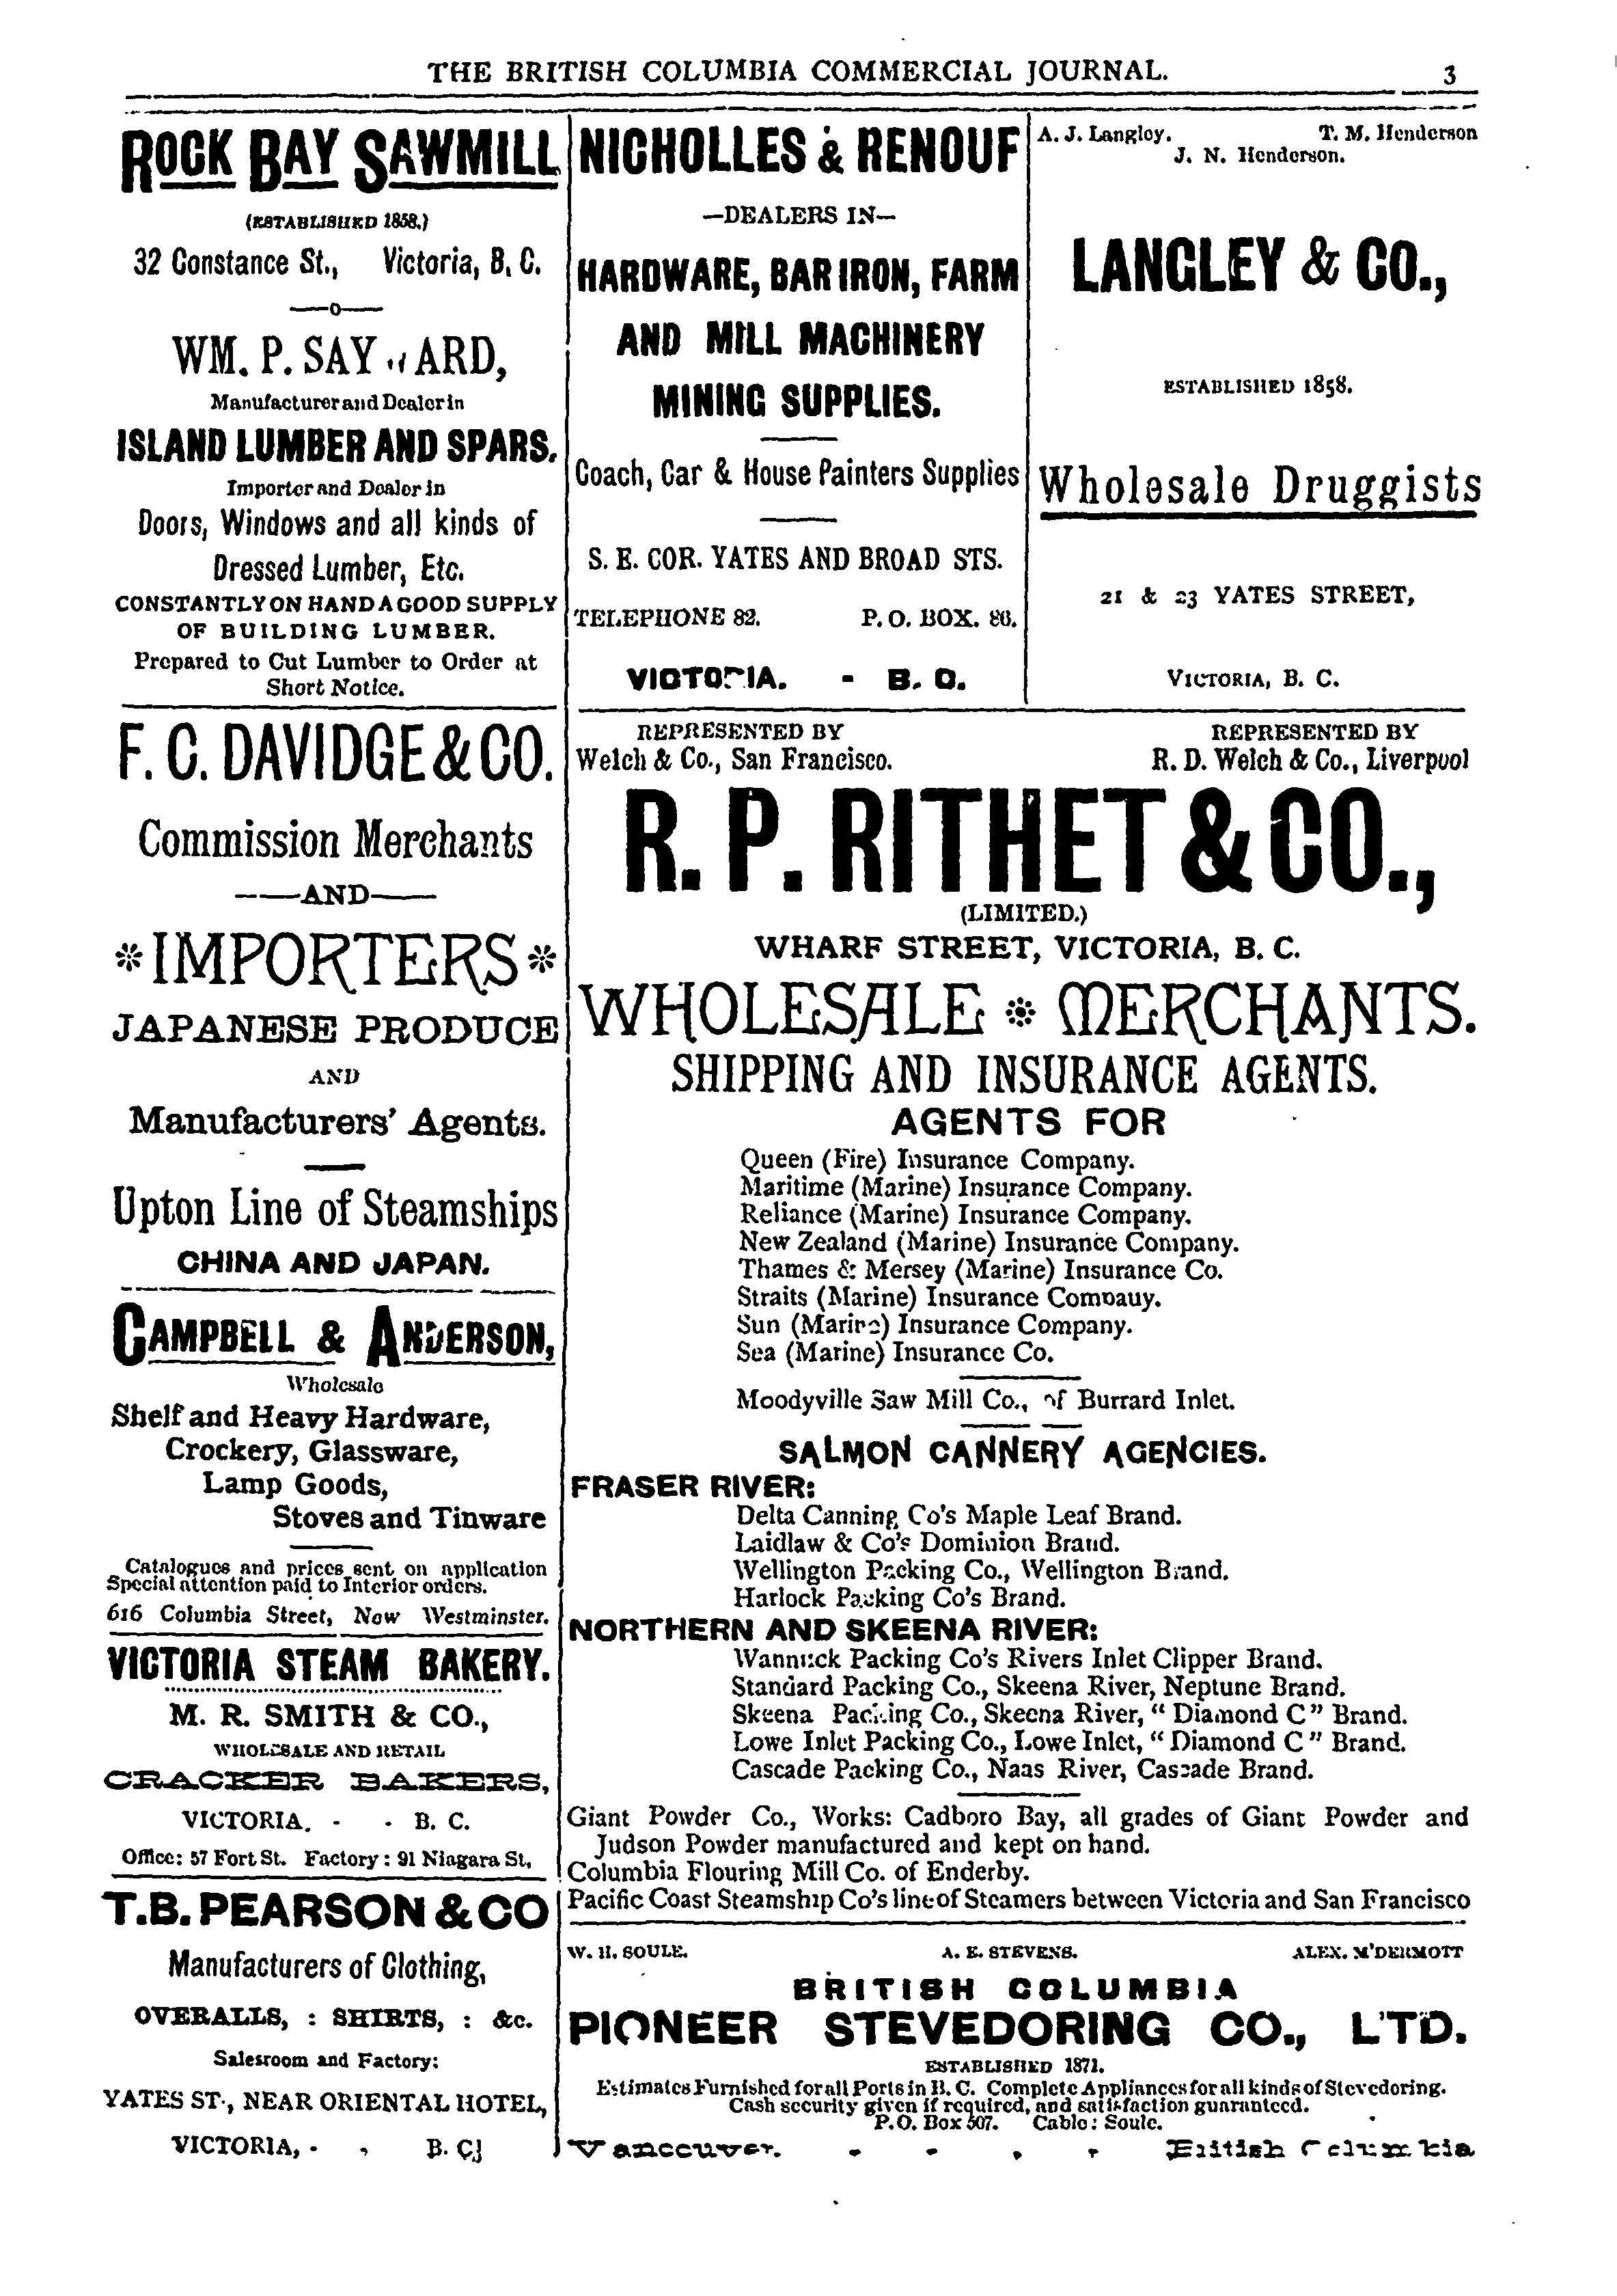 THE BRITISH COLUMBIA COMMERCIAL JOURNAL.
3
ROCK BAY SAWMILL
(ESTABLISHED 1858.)
32 Constance St., Victoria, B. C.
—o—
WM. P. SAYWARD,
Manufacturer and Dealer in
ISLAND LUMBER AND SPARS.
Importer and Dealer in
Doors, Windows and all kinds of
Dressed Lumber, Etc.
CONSTANTLY ON HAND A GOOD SUPPLY
OF BUILDING LUMBER.
Prepared to Cut Lumber to Order at
Short Notice.
F. C. DAVIDGE & CO.
Commission Merchants
——AND——
*IMPORTERS*
JAPANESE PRODUCE
AND
Manufacturers' Agents.
Upton Line of Steamships
CHINA AND JAPAN.
CAMPBELL & ANDERSON,
Wholesale
Shelf and Heavy Hardware,
Crockery, Glassware,
Lamp Goods,
Stoves and Tinware
Catalogues and prices sent on application
Special attention paid to Interior orders.
616 Columbia Street, New Westminster.
VICTORIA STEAM BAKERY.
M. R. SMITH & CO.,
WHOLESALE AND RETAIL
CRACKER BAKERS,
VICTORIA. - - B. C.
Office: 57 Fort St. Factory: 91 Niagara St,
T.B. PEARSON & CO
Manufacturers of Clothing,
OVERALLS, : SHIRTS, : &c.
Salesroom and Factory:
YATES ST., NEAR ORIENTAL HOTEL,
VICTORIA, - , B. C.
NICHOLLES & RENOUF
—DEALERS IN—
HARDWARE, BAR IRON, FARM
AND MILL MACHINERY
MINING SUPPLIES.
Coach, Car & House Painters Supplies
S. E. COR. YATES AND BROAD STS.
TELEPHONE 82. P. O. BOX. 86.
VICTORIA. - B. C.
A. J. Langley. T. M. Henderson
J. N. Henderson.
LANGLEY & CO.,
ESTABLISHED 1858.
Wholesale Druggists
21 & 23 YATES STREET,
VICTORIA, B. C.
REPRESENTED BY REPRESENTED BY
Welch & Co., San Francisco. R. D. Welch & Co., Liverpool
R. P. RITHET & CO.,
(LIMITED.)
WHARF STREET, VICTORIA, B. C.
WHOLESALE * MERCHANTS.
SHIPPING AND INSURANCE AGENTS.
AGENTS FOR
Queen (Fire) Insurance Company.
Maritime (Marine) Insurance Company.
Reliance (Marine) Insurance Company.
New Zealand (Marine) Insurance Company.
Thames & Mersey (Marine) Insurance Co.
Straits (Marine) Insurance Company.
Sun (Marine) Insurance Company.
Sea (Marine) Insurance Co.
Moodyville Saw Mill Co., of Burrard Inlet.
SALMON CANNERY AGENCIES.
FRASER RIVER:
Delta Canning Co's Maple Leaf Brand.
Laidlaw & Co's Dominion Brand.
Wellington Packing Co., Wellington Brand.
Harlock Packing Co's Brand.
NORTHERN AND SKEENA RIVER:
Wannuck Packing Co's Rivers Inlet Clipper Brand.
Standard Packing Co., Skeena River, Neptune Brand.
Skeena Packing Co., Skeena River, "Diamond C" Brand.
Lowe Inlet Packing Co., Lowe Inlet, "Diamond C" Brand.
Cascade Packing Co., Naas River, Cascade Brand.
Giant Powder Co., Works: Cadboro Bay, all grades of Giant Powder and
Judson Powder manufactured and kept on hand.
Columbia Flouring Mill Co. of Enderby.
Pacific Coast Steamship Co's line of Steamers between Victoria and San Francisco
W. H. SOULE. A. E. STEVENS. ALEX. M'DERMOTT
BRITISH COLUMBIA
PIONEER STEVEDORING CO., L'TD.
ESTABLISHED 1871.
Estimates Furnished for all Ports in B. C. Complete Appliances for all kinds of Stevedoring.
Cash security given if required, and satisfaction guaranteed.
P.O. Box 507. Cable: Soule.
Vancouver. - - , , British Columbia